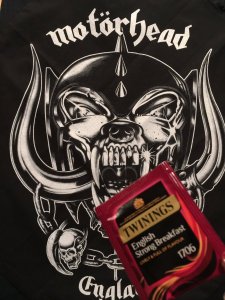 motörhead
TWININGS
English
Strong Breakfast
1706
England